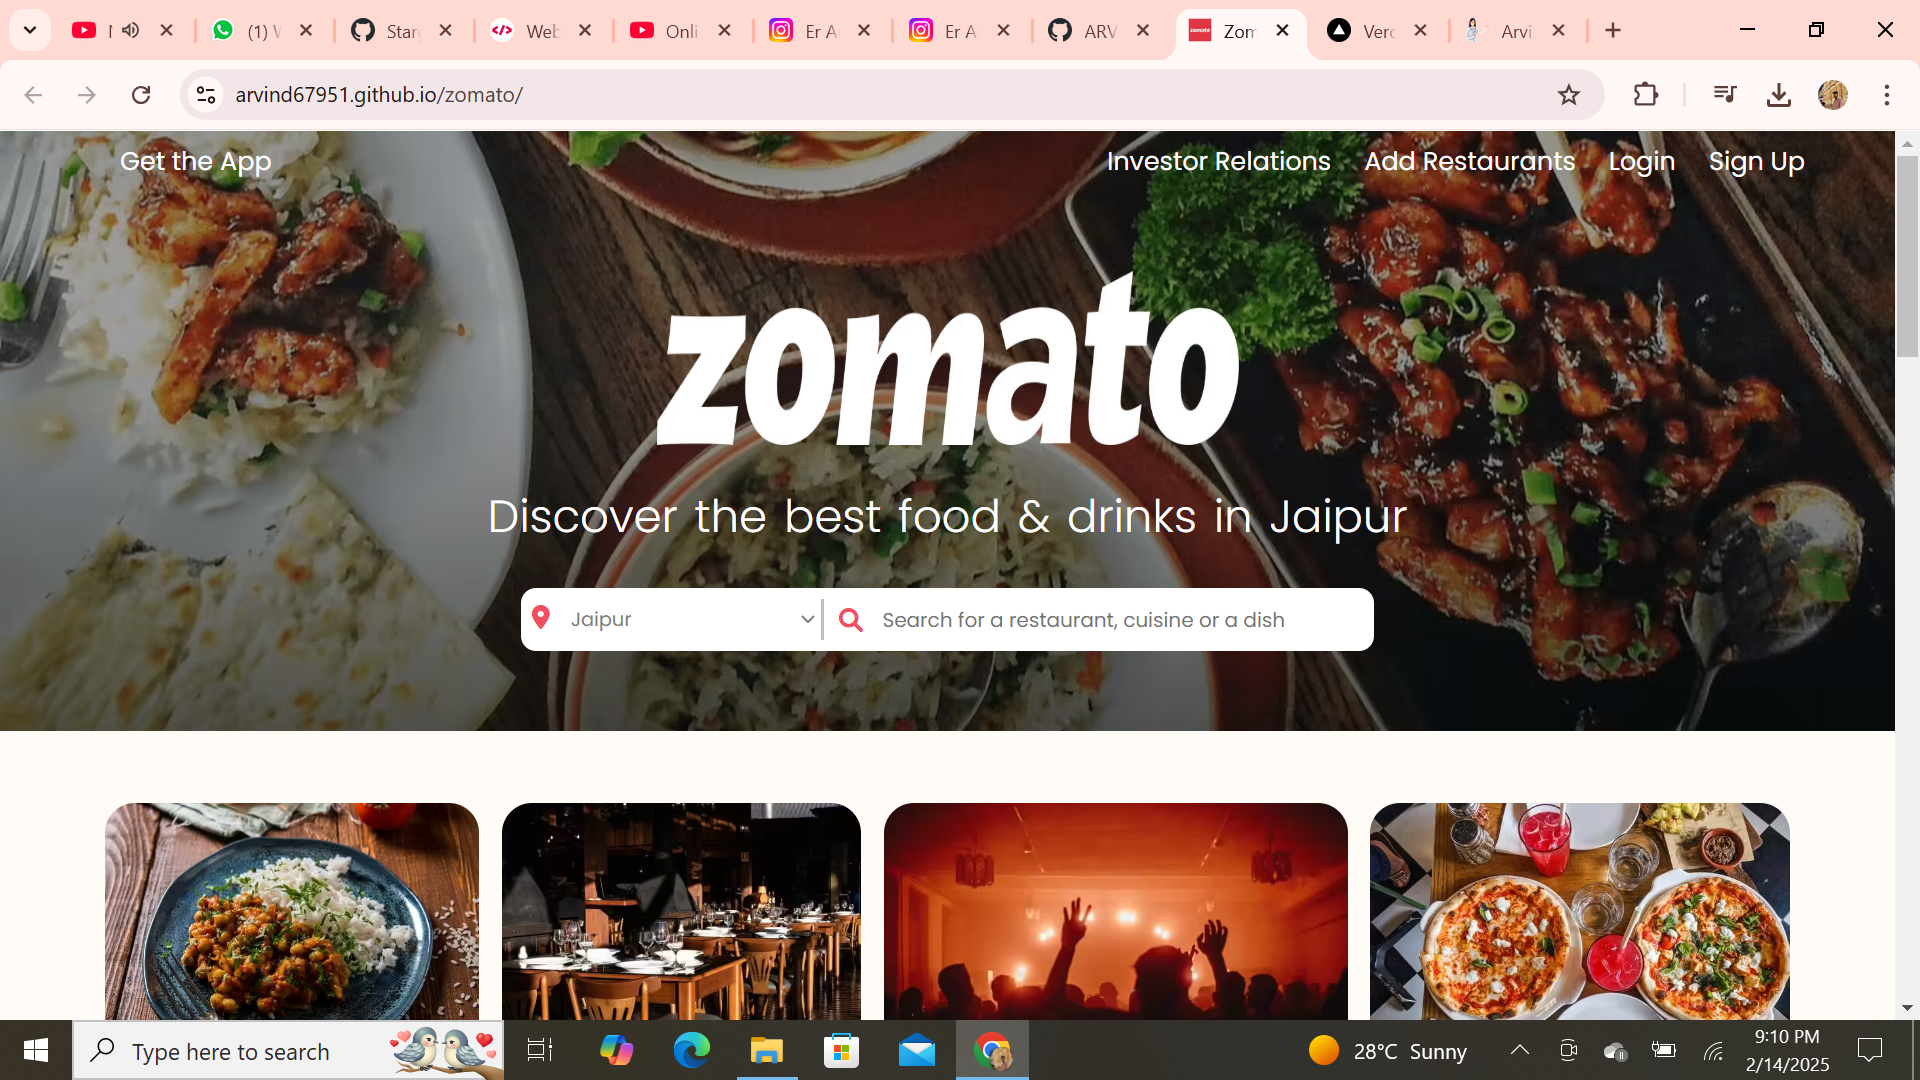 (1) W
Star
Web
Onli
Er A
Er A
ARV
Zom
Verc
Arvi
arvind67951.github.io/zomato/
Get the App
Investor Relations
Add Restaurants
Login
Sign Up
zomato
Discover the best food & drinks in Jaipur
Jaipur
Search for a restaurant, cuisine or a dish
Type here to search
28°C Sunny
9:10 PM
2/14/2025